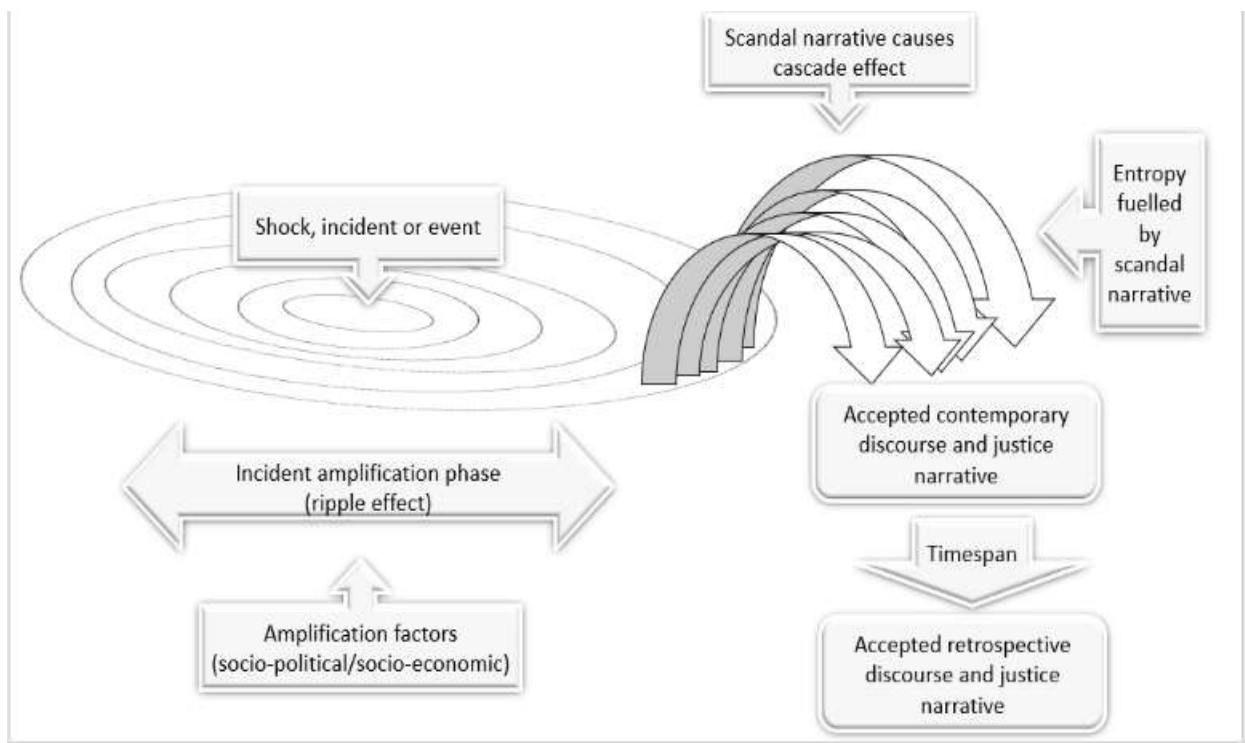 Scandal narrative causes
cascade effect
Shock, incident or event
Entropy
fuelled
by
scandal
narrative
Accepted contemporary
discourse and justice
narrative
Incident amplification phase
(ripple effect)
Timespan
Amplification factors
(socio-political/socio-economic)
Accepted retrospective
discourse and justice
narrative